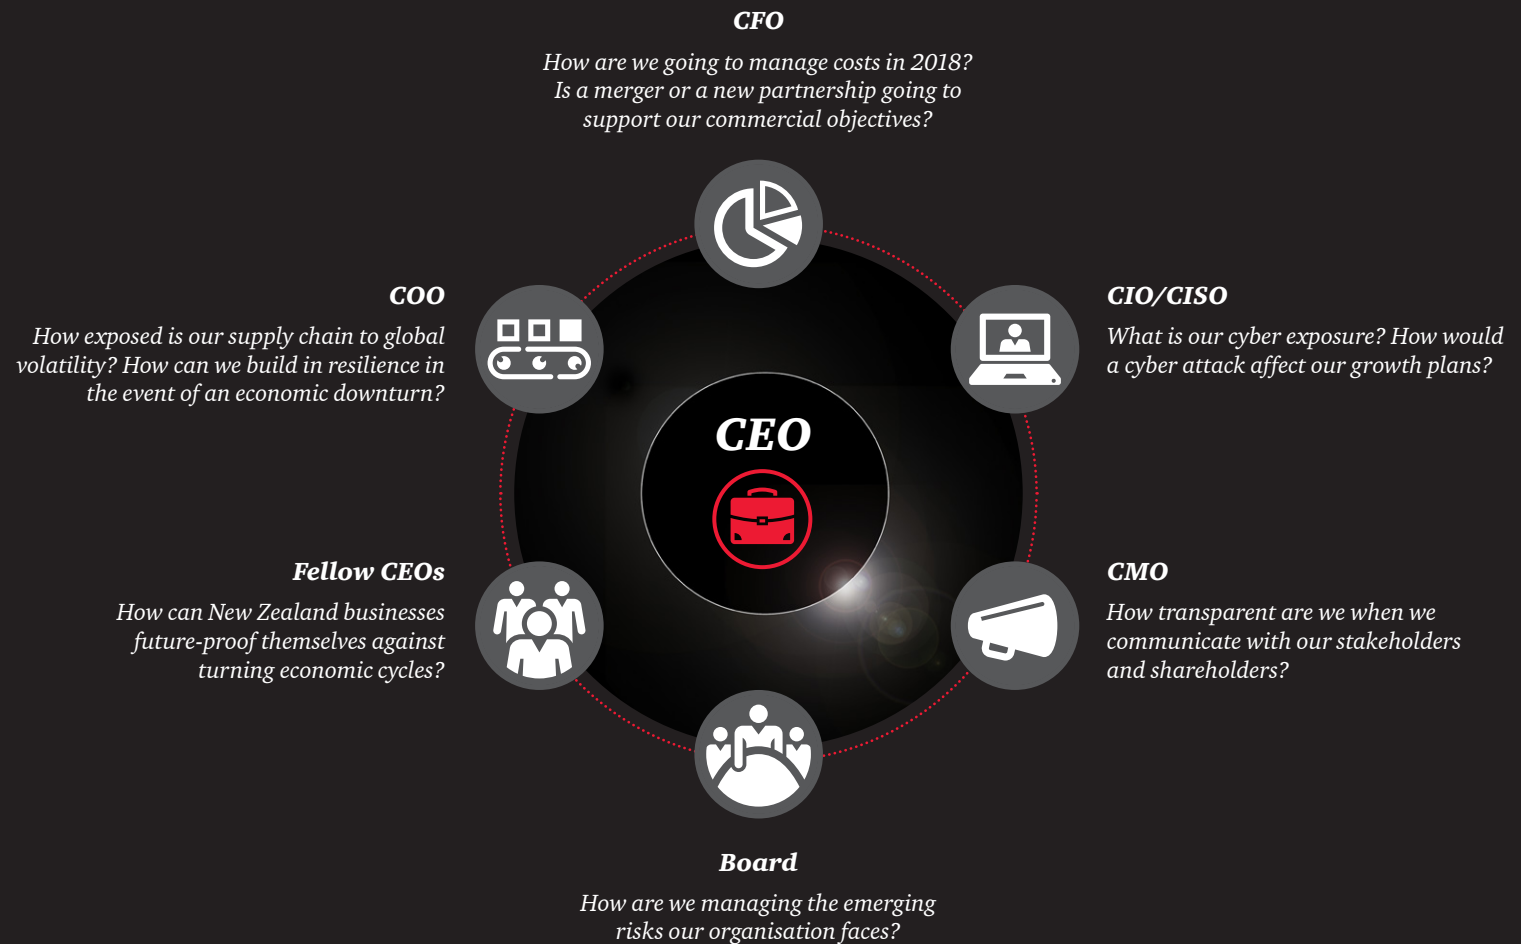 CFO
How are we going to manage costs in 2018?
Is a merger or a new partnership going to
support our commercial objectives?
COO
How exposed is our supply chain to global
volatility? How can we build in resilience in
the event of an economic downturn?
CIO/CISO
What is our cyber exposure? How would
a cyber attack affect our growth plans?
CEO
Fellow CEOs
How can New Zealand businesses
future-proof themselves against
turning economic cycles?
CMO
How transparent are we when we
communicate with our stakeholders
and shareholders?
Board
How are we managing the emerging
risks our organisation faces?